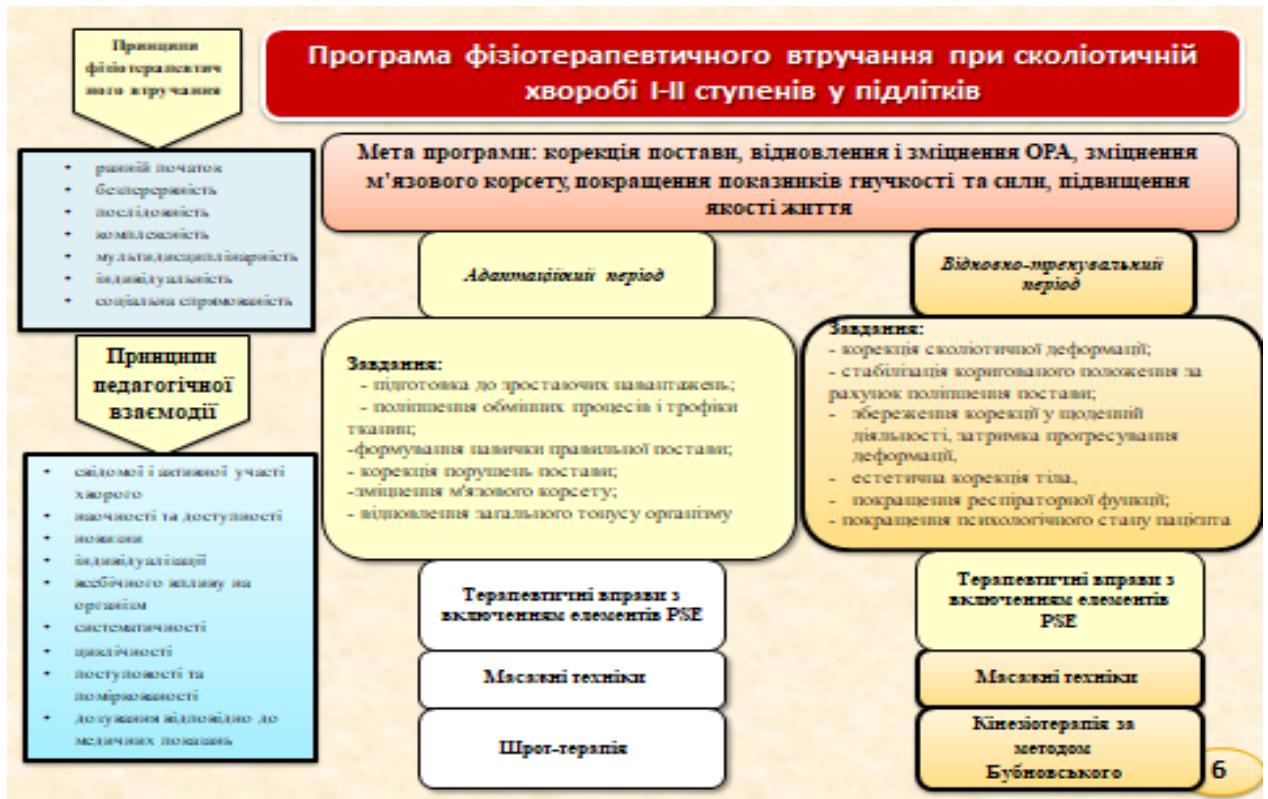 Принципи
фізіотерапевтич
ного втручання
Програма фізіотерапевтичного втручання при сколіотичній
хворобі І-ІІ ступенів у підлітків
Мета програми: корекція постави, відновлення і зміцнення ОРА, зміцнення
м'язового корсету, покращення показників гнучкості та сили, підвищення
якості життя
• ранній початок
• безперервність
• послідовність
• комплексність
• мультидисциплінарність
• індивідуальність
• соціальна спрямованість
Принципи
педагогічної
взаємодії
• свідомої і активної участі
хворого
• наочності та доступності
• новизни
• індивідуалізації
• всебічного впливу на
організм
• систематичності
• циклічності
• поступовості та
поміркованості
• дозування відповідно до
медичних показань
Адаптаційний період
Завдання:
- підготовка до зростаючих навантажень;
- поліпшення обмінних процесів і трофіки
тканин;
-формування навички правильної постави;
- корекція порушень постави;
-зміцнення м'язового корсету;
- відновлення загального тонусу організму
Терапевтичні вправи з
включенням елементів PSE
Масажні техніки
Шрот-терапія
Відновно-тренувальний
період
Завдання:
- корекція сколіотичної деформації;
- стабілізація коригованого положення за
рахунок поліпшення постави;
- збереження корекції у щоденній
діяльності, затримка прогресування
деформації,
- естетична корекція тіла,
- покращення респіраторної функції;
- покращення психологічного стану пацієнта
Терапевтичні вправи з
включенням елементів
PSE
Масажні техніки
Кінезіотерапія за
методом
Бубновського
6